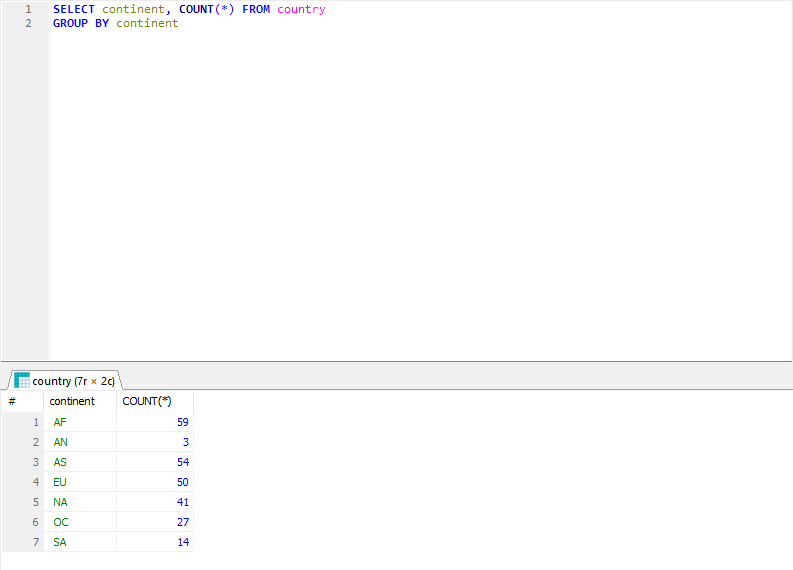 1 SELECT continent, COUNT(*) FROM country
2 GROUP BY continent
country (7r × 2c)
# continent COUNT(*)
1 AF 59
2 AN 3
3 AS 54
4 EU 50
5 NA 41
6 OC 27
7 SA 14